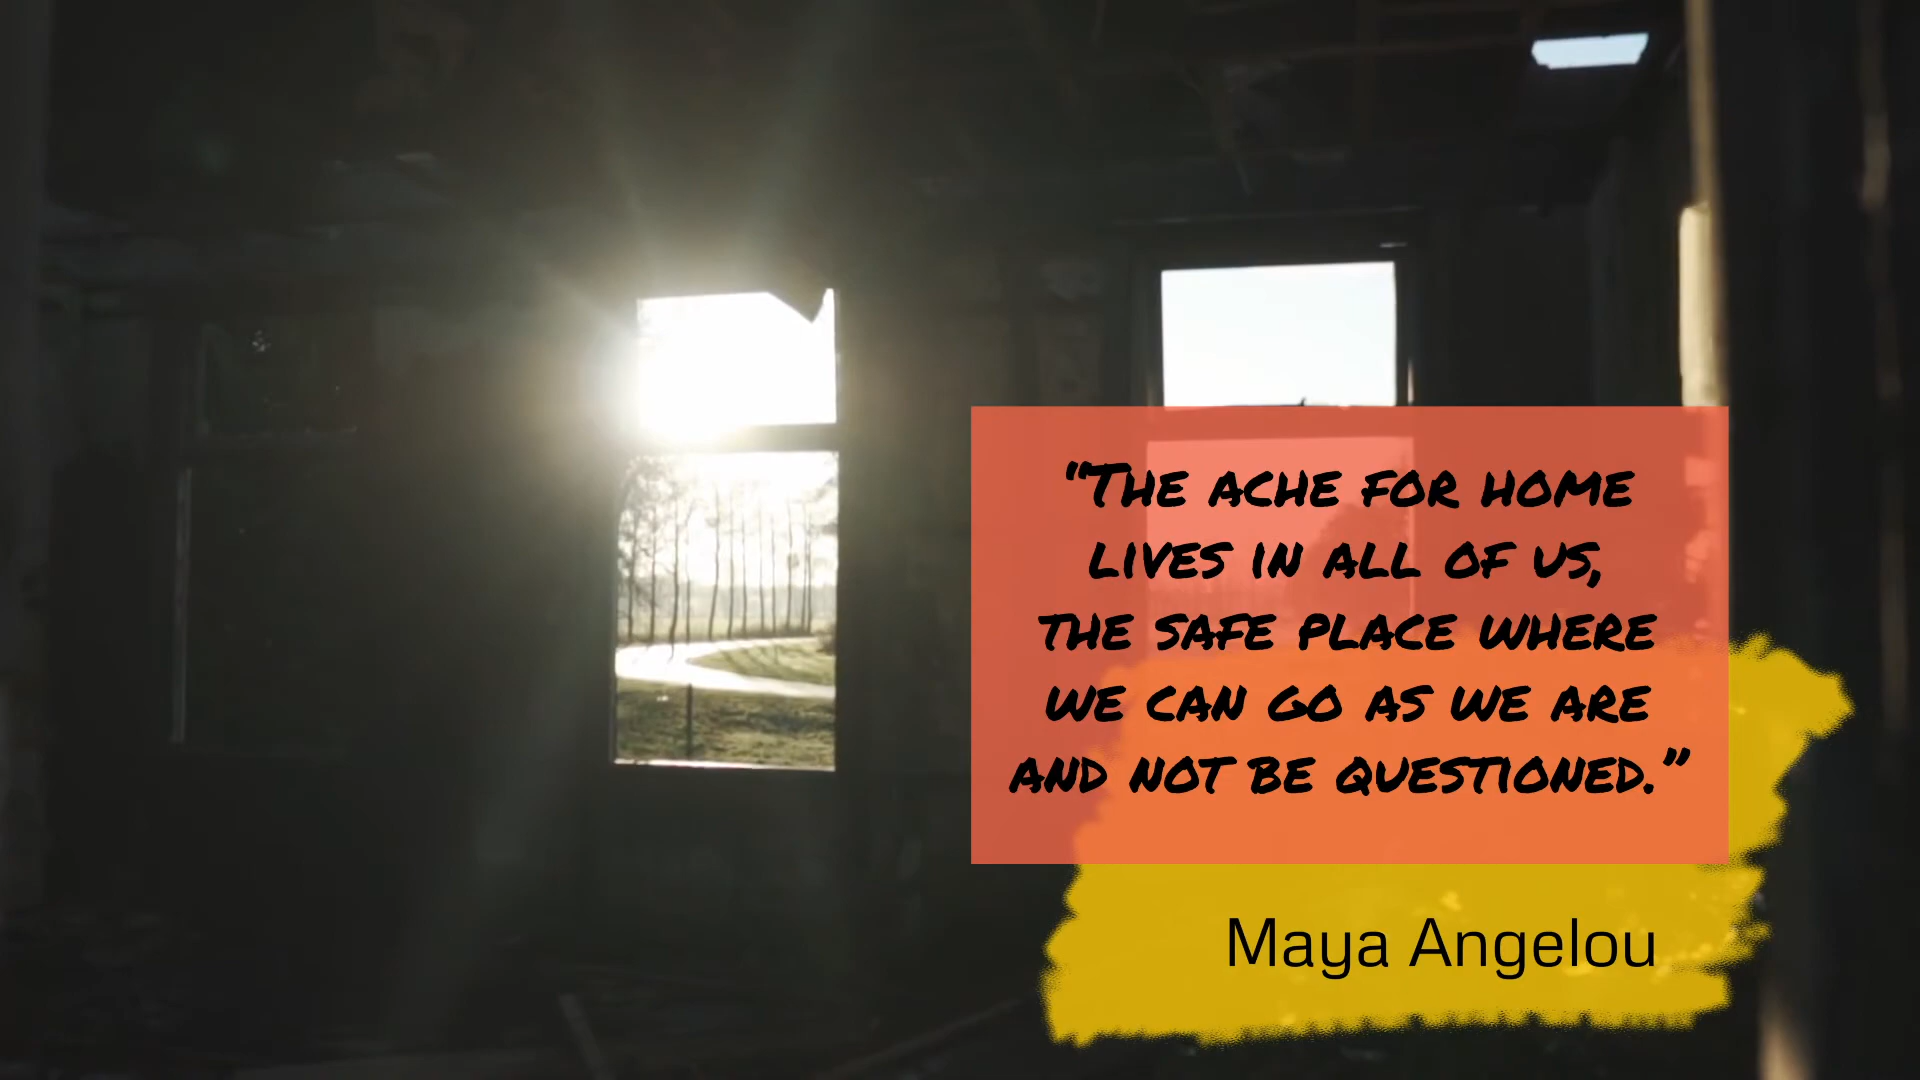 “The ache for home
lives in all of us,
the safe place where
we can go as we are
and not be questioned.”
Maya Angelou